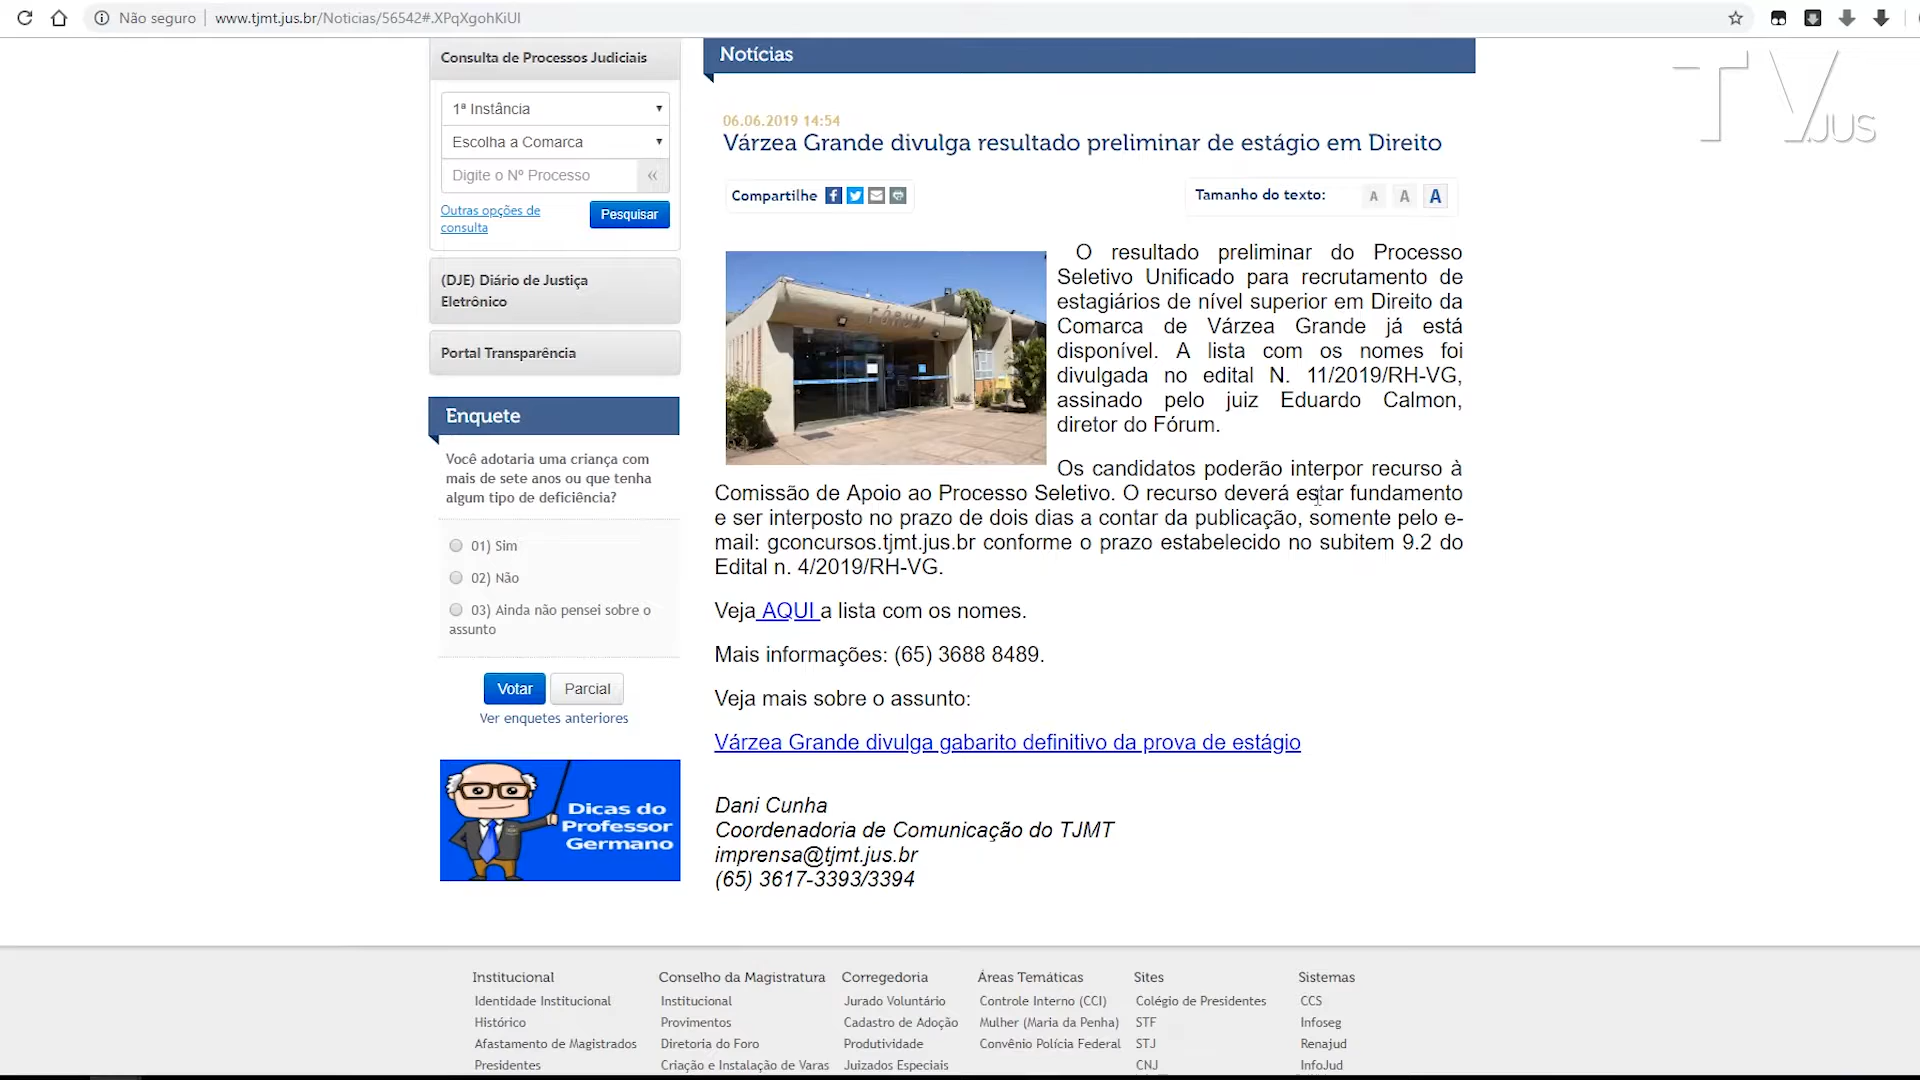 Não seguro
www.tjmt.jus.br/Noticias/56542#.XPqXgohKiUl
TV.JUS
Consulta de Processos Judiciais
1ª Instância
Escolha a Comarca
Digite o Nº Processo
«
Outras opções de
consulta
Pesquisar
(DJE) Diário de Justiça
Eletrônico
Portal Transparência
Enquete
Você adotaria uma criança com
mais de sete anos ou que tenha
algum tipo de deficiência?
01) Sim
02) Não
03) Ainda não pensei sobre o
assunto
Votar
Parcial
Ver enquetes anteriores
Dicas do
Professor
Germano
Notícias
06.06.2019 14:54
Várzea Grande divulga resultado preliminar de estágio em Direito
Compartilhe
Tamanho do texto: A A A
FÓRUM
O resultado preliminar do Processo
Seletivo Unificado para recrutamento de
estagiários de nível superior em Direito da
Comarca de Várzea Grande já está
disponível. A lista com os nomes foi
divulgada no edital N. 11/2019/RH-VG,
assinado pelo juiz Eduardo Calmon,
diretor do Fórum.
Os candidatos poderão interpor recurso à
Comissão de Apoio ao Processo Seletivo. O recurso deverá estar fundamento
e ser interposto no prazo de dois dias a contar da publicação, somente pelo e-
mail: gconcursos.tjmt.jus.br conforme o prazo estabelecido no subitem 9.2 do
Edital n. 4/2019/RH-VG.
Veja AQUI a lista com os nomes.
Mais informações: (65) 3688 8489.
Veja mais sobre o assunto:
Várzea Grande divulga gabarito definitivo da prova de estágio
Dani Cunha
Coordenadoria de Comunicação do TJMT
imprensa@tjmt.jus.br
(65) 3617-3393/3394
Institucional
Identidade Institucional
Histórico
Afastamento de Magistrados
Presidentes
Conselho da Magistratura
Institucional
Provimentos
Diretoria do Foro
Criação e Instalação de Varas
Corregedoria
Jurado Voluntário
Cadastro de Adoção
Produtividade
Juizados Especiais
Áreas Temáticas
Controle Interno (CCI)
Mulher (Maria da Penha)
Convênio Polícia Federal
Sites
Colégio de Presidentes
STF
STJ
CNJ
Sistemas
CCS
Infoseg
Renajud
InfoJud